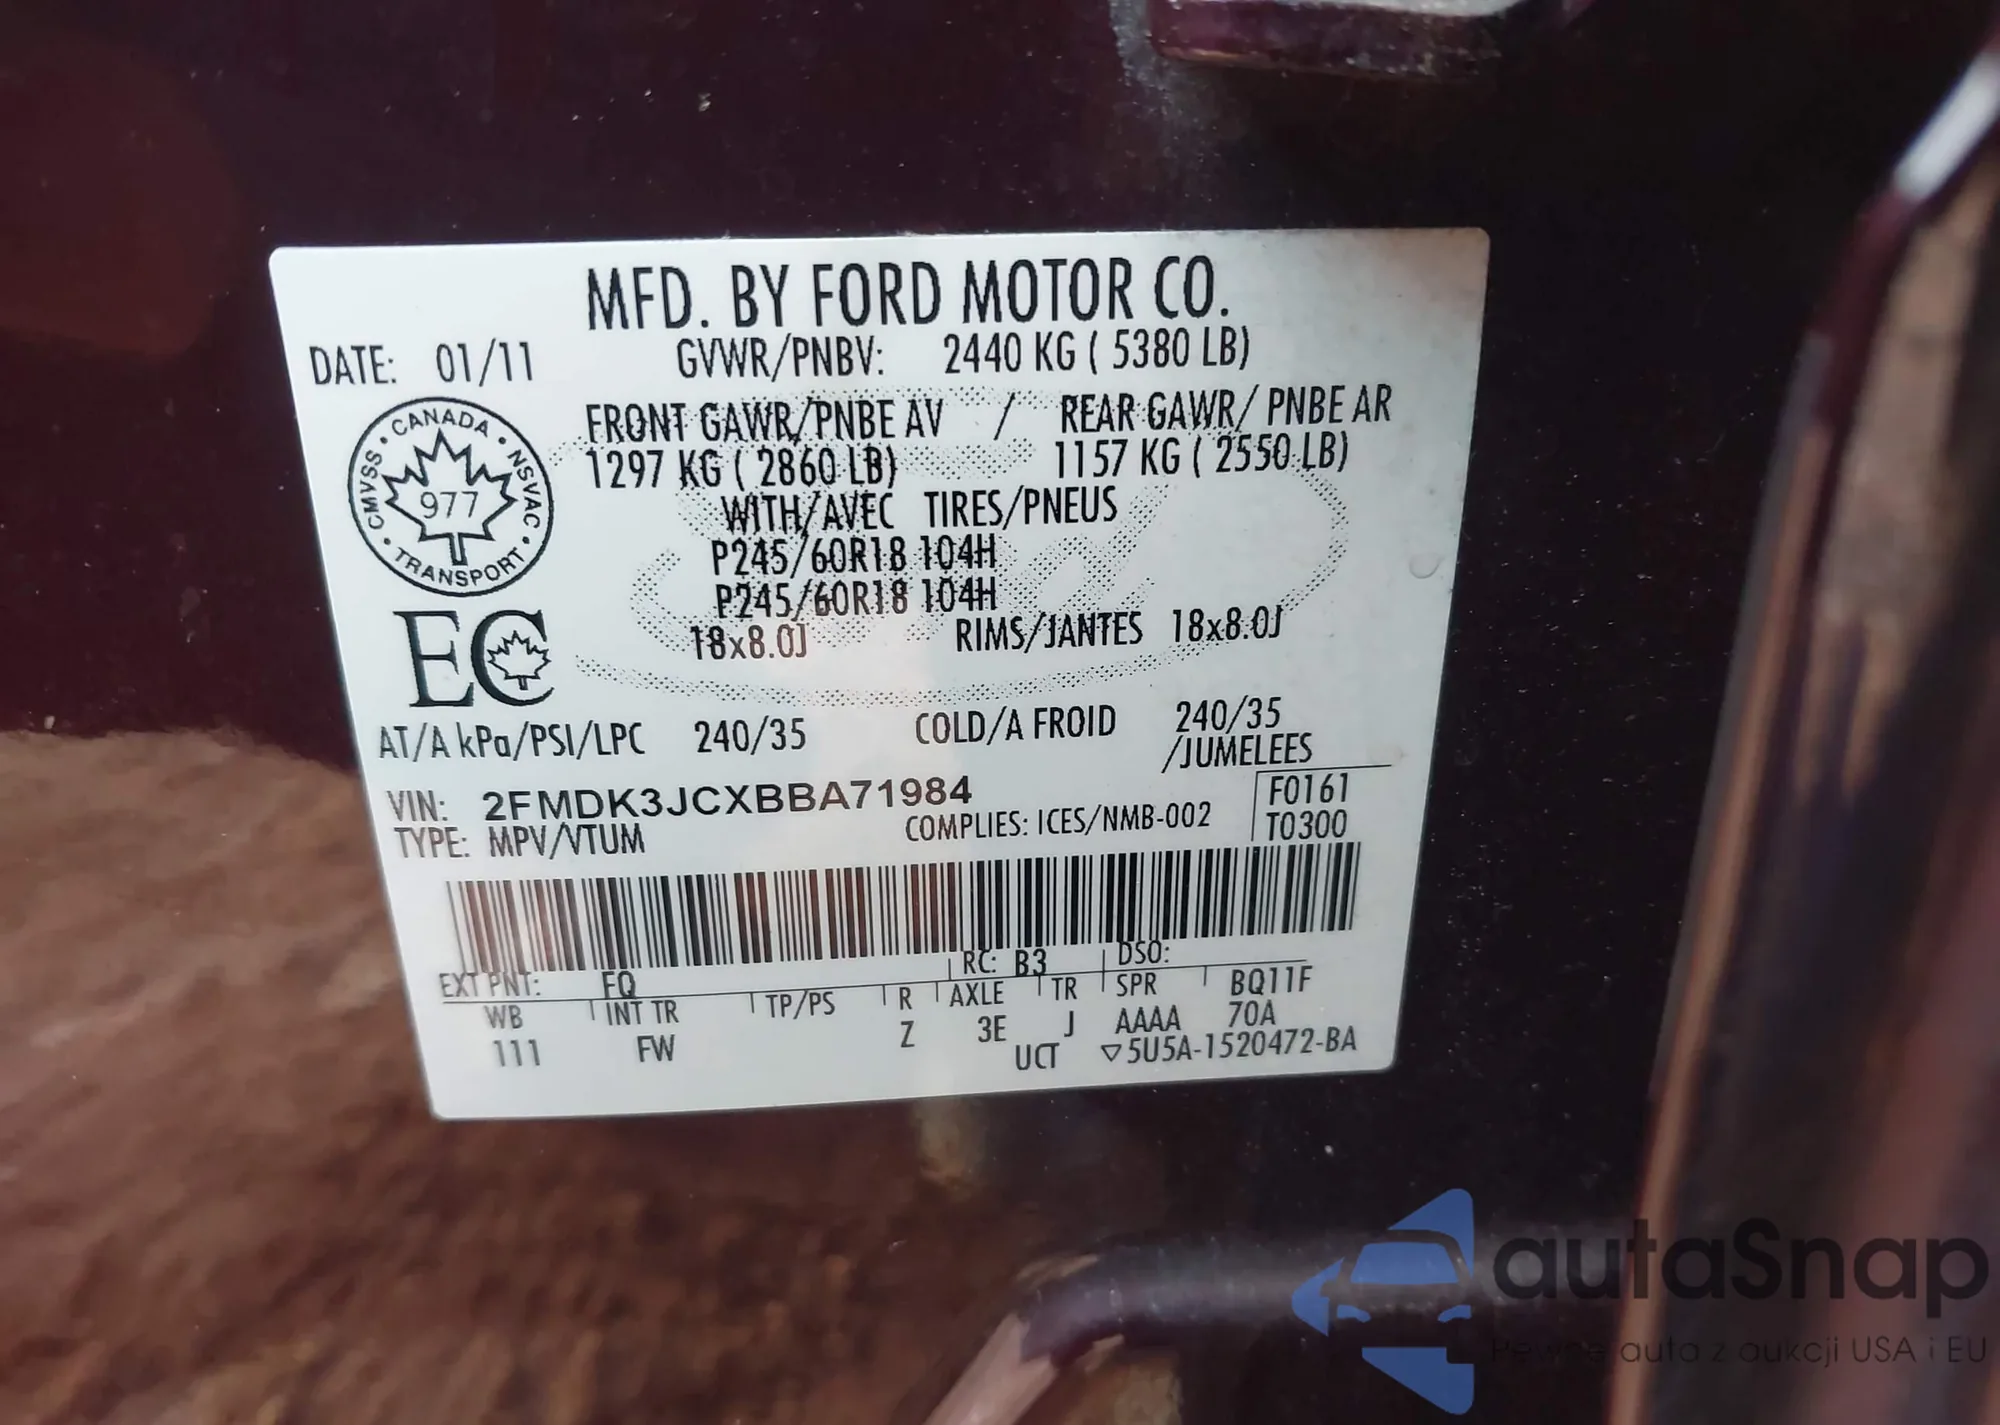 MFD. BY FORD MOTOR CO.
DATE: 01/11 GVWR/PNBV: 2440 KG ( 5380 LB)
FRONT GAWR/PNBE AV / REAR GAWR/ PNBE AR
1297 KG ( 2860 LB) 1157 KG ( 2550 LB)
WITH/AVEC TIRES/PNEUS
P245/60R18 104H
P245/60R18 104H
18x8.0J RIMS/JANTES 18x8.0J
CANADA • NSVAC • TRANSPORT • CMVSS •
977
EC
AT/A kPa/PSI/LPC 240/35 COLD/A FROID 240/35
/JUMELEES
VIN: 2FMDK3JCXBBA71984
TYPE: MPV/VTUM COMPLIES: ICES/NMB-002
F0161
T0300
EXT PNT: FQ RC: B3 DSO:
WB INT TR TP/PS R AXLE TR SPR BQ11F
111 FW Z 3E J AAAA 70A
UCT ▽5U5A-1520472-BA
autaSnap
Pewne auta z aukcji USA i EU